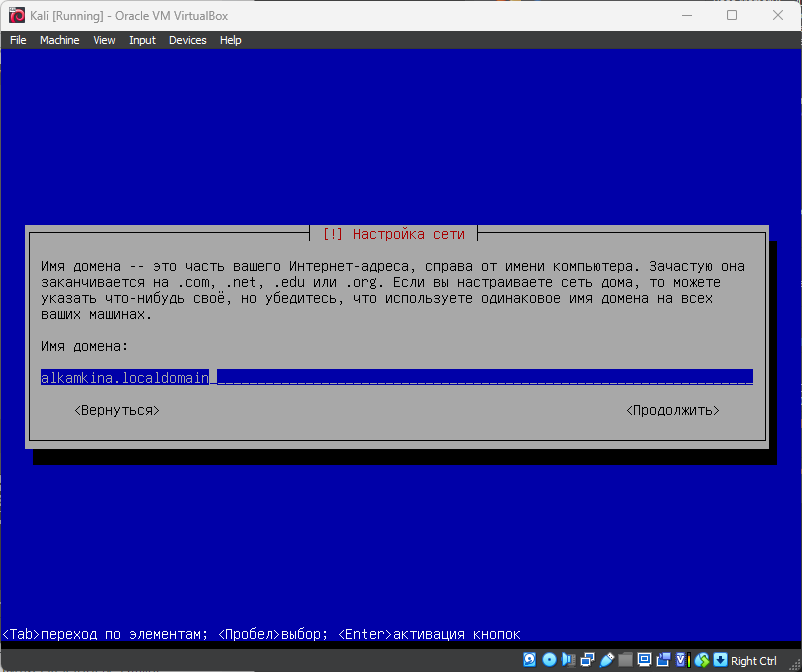 Kali [Running] - Oracle VM VirtualBox
File Machine View Input Devices Help
[!] Настройка сети
Имя домена -- это часть вашего Интернет-адреса, справа от имени компьютера. Зачастую она
заканчивается на .com, .net, .edu или .org. Если вы настраиваете сеть дома, то можете
указать что-нибудь своё, но убедитесь, что используете одинаковое имя домена на всех
ваших машинах.
Имя домена:
alkamkina.localdomain
<Вернуться> <Продолжить>
<Tab>переход по элементам; <Пробел>выбор; <Enter>активация кнопок
Right Ctrl